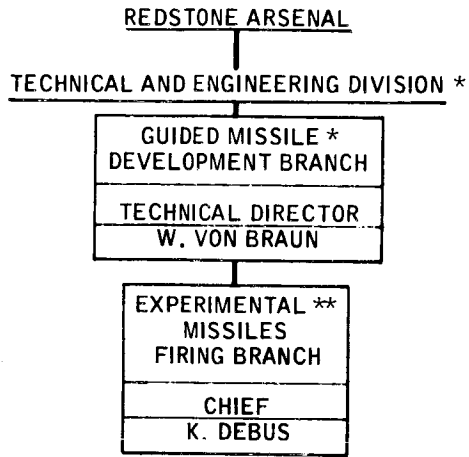 REDSTONE ARSENAL
TECHNICAL AND ENGINEERING DIVISION *
GUIDED MISSILE *
DEVELOPMENT BRANCH
TECHNICAL DIRECTOR
W. VON BRAUN
EXPERIMENTAL **
MISSILES
FIRING BRANCH
CHIEF
K. DEBUS